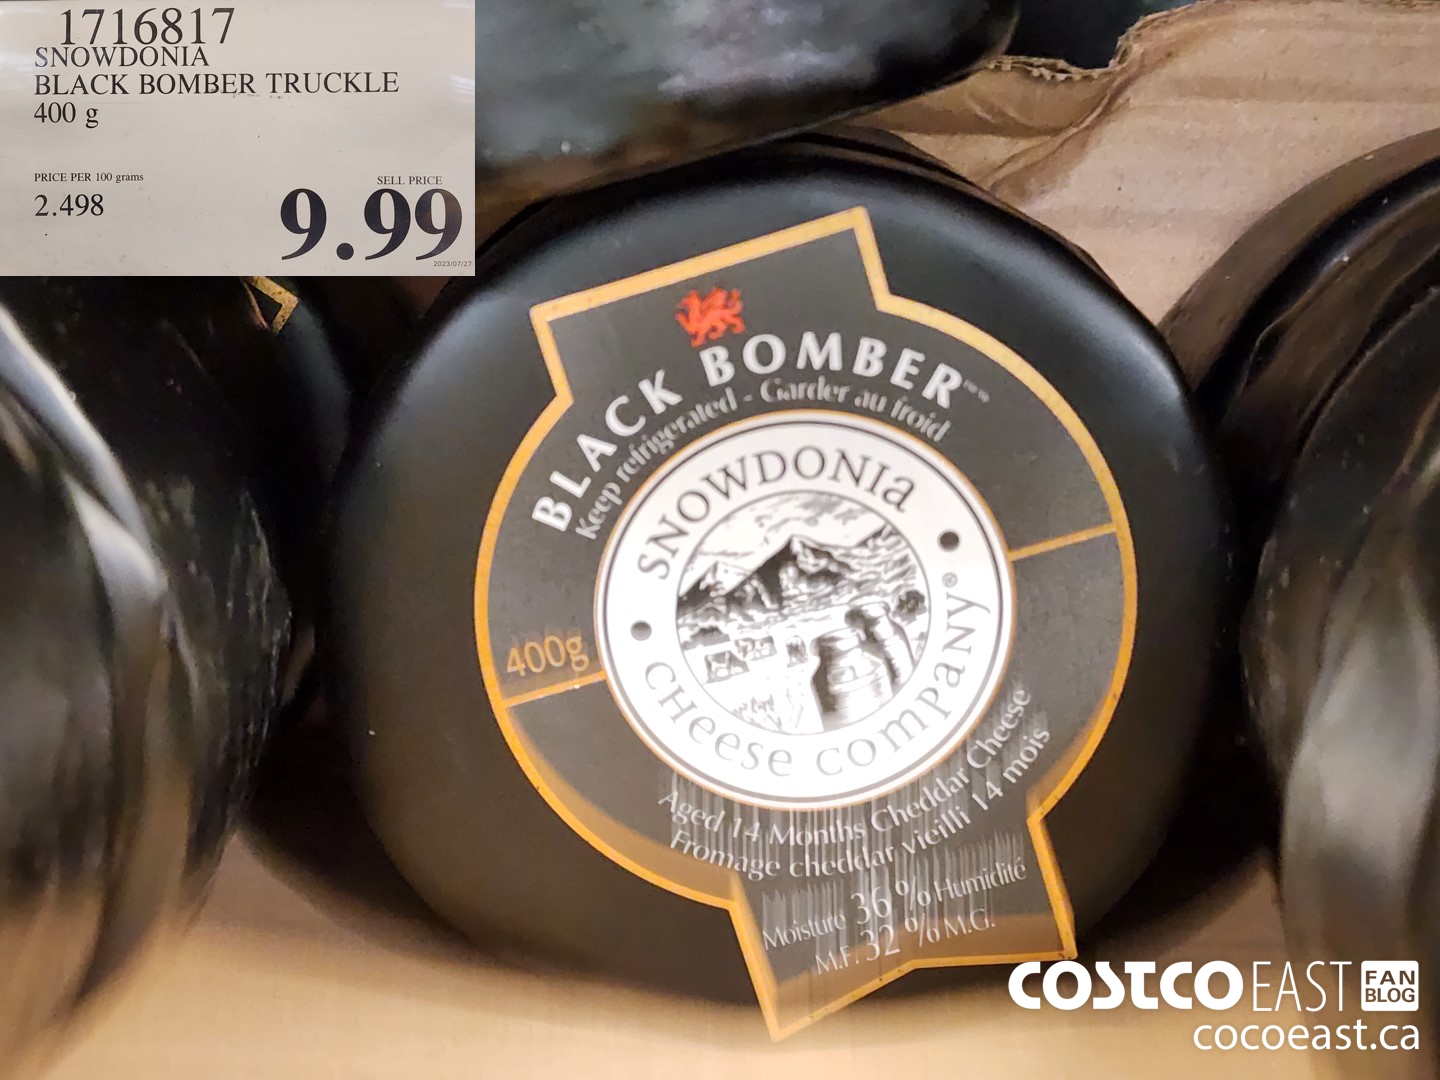 1716817
SNOWDONIA
BLACK BOMBER TRUCKLE
400 g
PRICE PER 100 grams
2.498
SELL PRICE
9.99
2023/07/27
BLACK BOMBER
Keep refrigerated - Garder au froid
SNOWDONIA
CHEESE COMPANY®
400g
Aged 14 Months Cheddar Cheese
Fromage cheddar vieilli 14 mois
Moisture 36 % Humidité
M.F. 32 % M.G.
COSTCO EAST FAN BLOG
cocoeast.ca